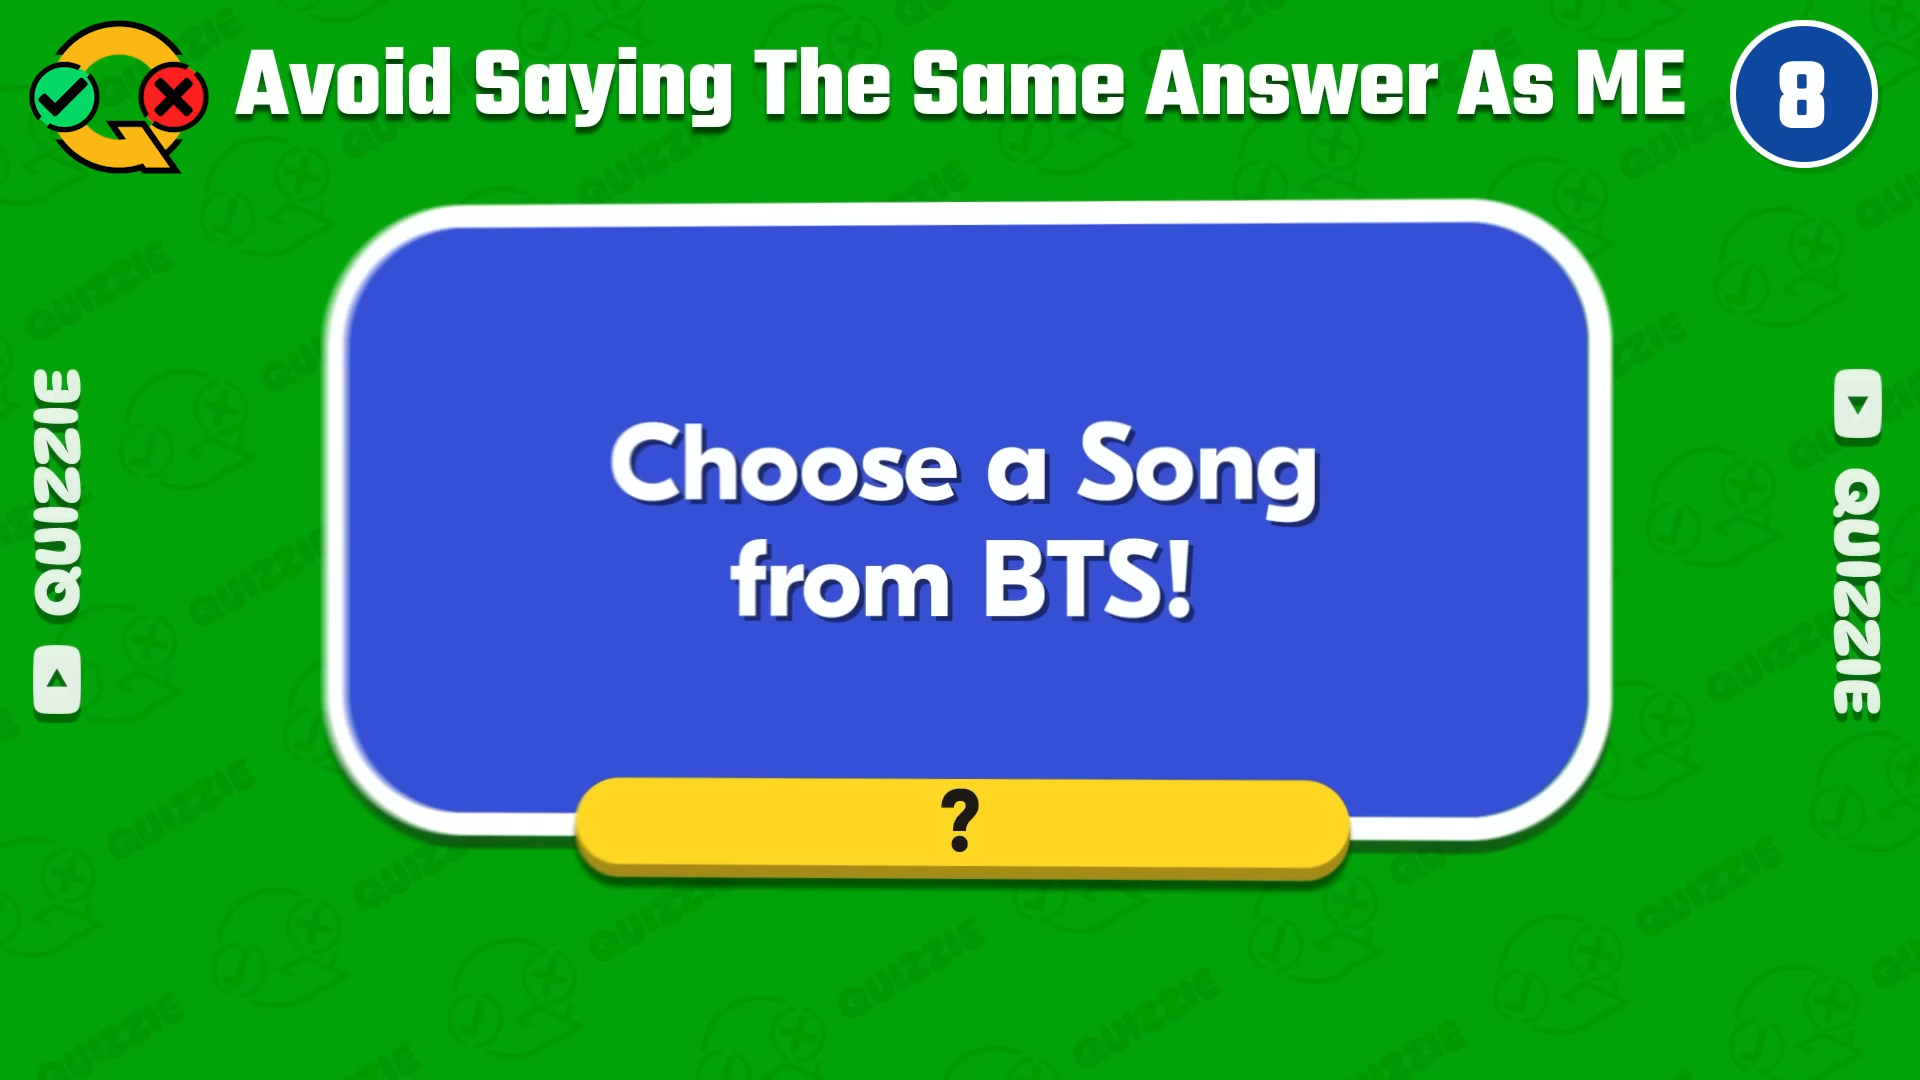 Avoid Saying The Same Answer As ME
8
QUIZZIE
Choose a Song
from BTS!
QUIZZIE
?